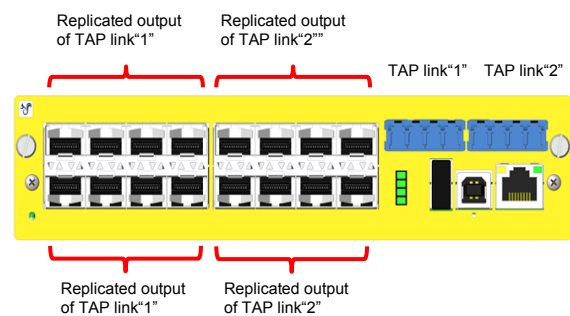 Replicated output
of TAP link“1”
Replicated output
of TAP link“2””
TAP link“1”
TAP link“2”
Replicated output
of TAP link“1”
Replicated output
of TAP link“2”